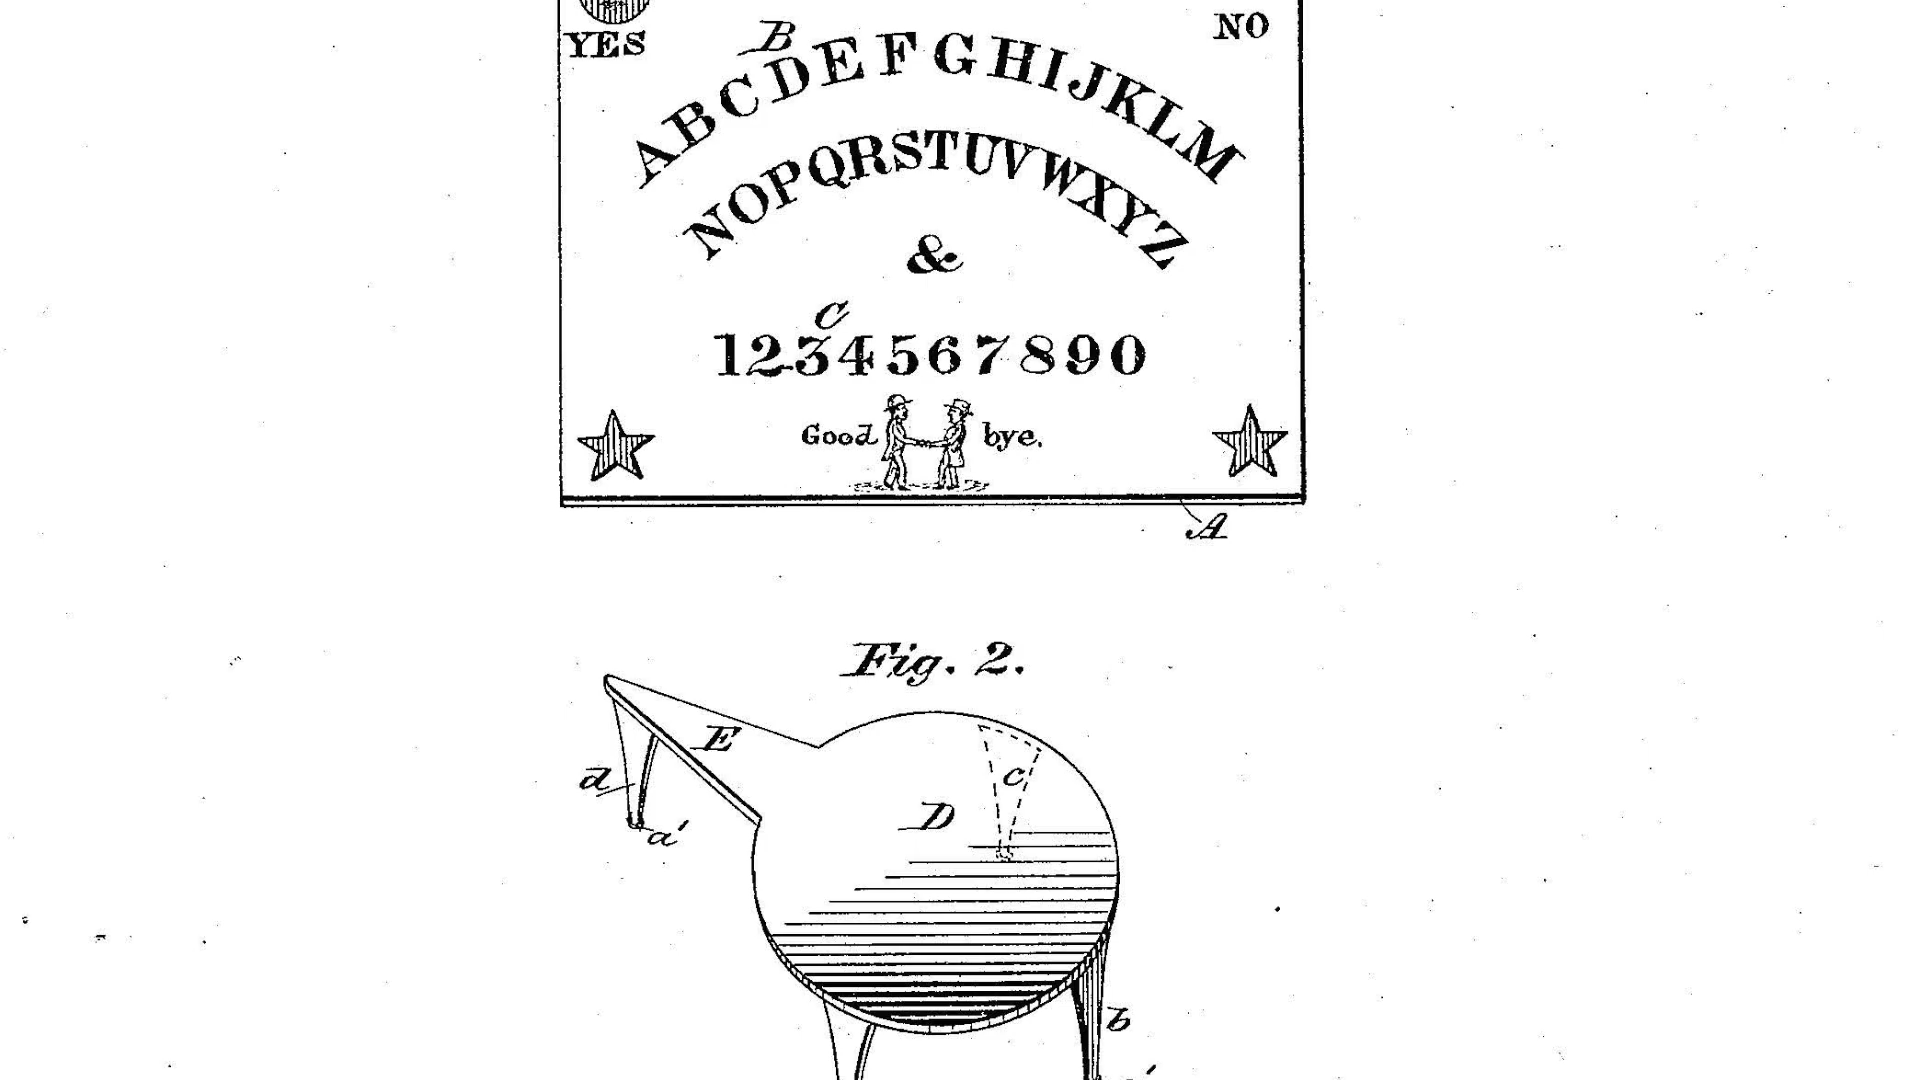 YES
NO
B
ABCDEFGHIJKLM
NOPQRSTUVWXYZ
&
C
1234567890
Good bye.
A
Fig. 2.
E
d
a'
c
D
b